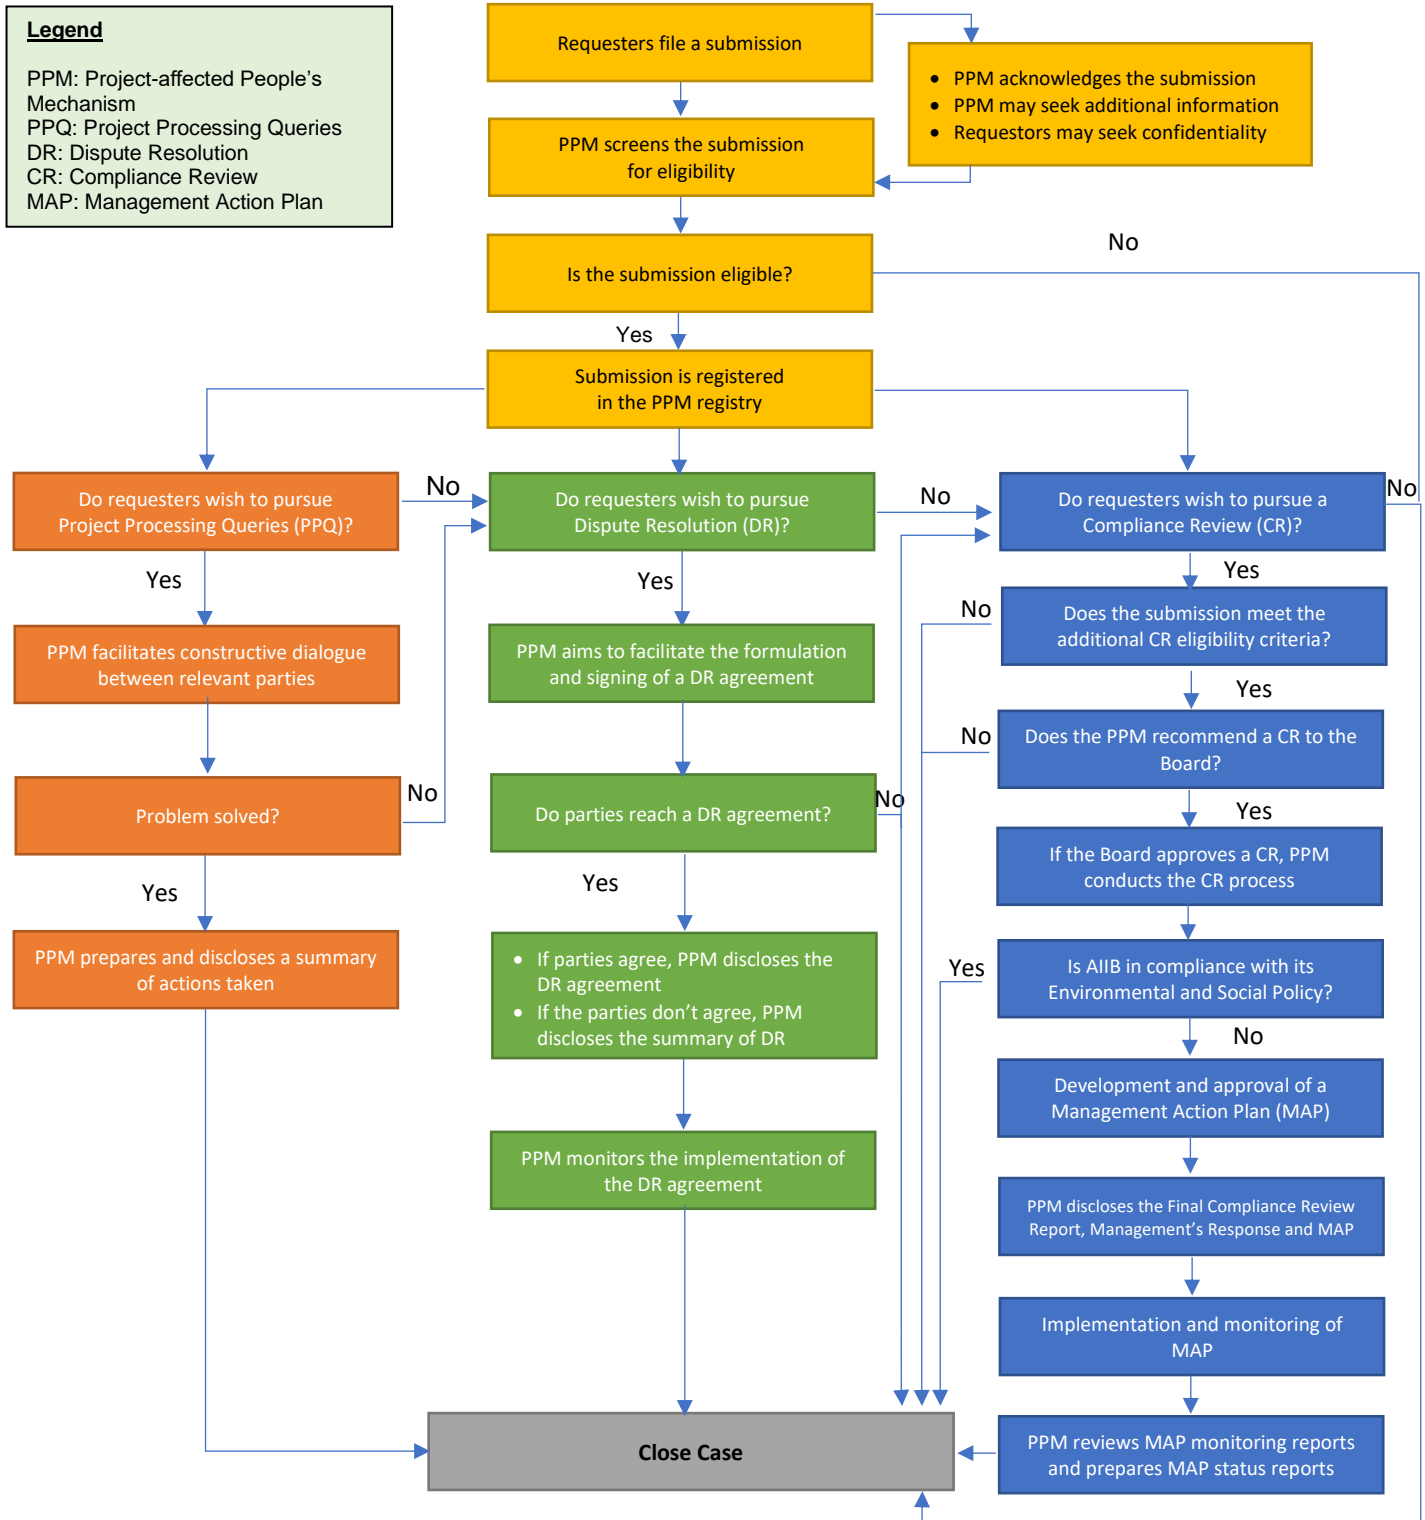 Legend
PPM: Project-affected People's
Mechanism
PPQ: Project Processing Queries
DR: Dispute Resolution
CR: Compliance Review
MAP: Management Action Plan
Requesters file a submission
• PPM acknowledges the submission
• PPM may seek additional information
• Requestors may seek confidentiality
PPM screens the submission
for eligibility
Is the submission eligible?
No
Yes
Submission is registered
in the PPM registry
Do requesters wish to pursue
Project Processing Queries (PPQ)?
No
Yes
PPM facilitates constructive dialogue
between relevant parties
Problem solved?
No
Yes
PPM prepares and discloses a summary
of actions taken
Do requesters wish to pursue
Dispute Resolution (DR)?
No
Yes
PPM aims to facilitate the formulation
and signing of a DR agreement
Do parties reach a DR agreement?
No
Yes
• If parties agree, PPM discloses the
DR agreement
• If the parties don't agree, PPM
discloses the summary of DR
PPM monitors the implementation of
the DR agreement
Do requesters wish to pursue a
Compliance Review (CR)?
No
Yes
Does the submission meet the
additional CR eligibility criteria?
No
Yes
Does the PPM recommend a CR to the
Board?
No
Yes
If the Board approves a CR, PPM
conducts the CR process
Is AIIB in compliance with its
Environmental and Social Policy?
Yes
No
Development and approval of a
Management Action Plan (MAP)
PPM discloses the Final Compliance Review
Report, Management's Response and MAP
Implementation and monitoring of
MAP
PPM reviews MAP monitoring reports
and prepares MAP status reports
Close Case